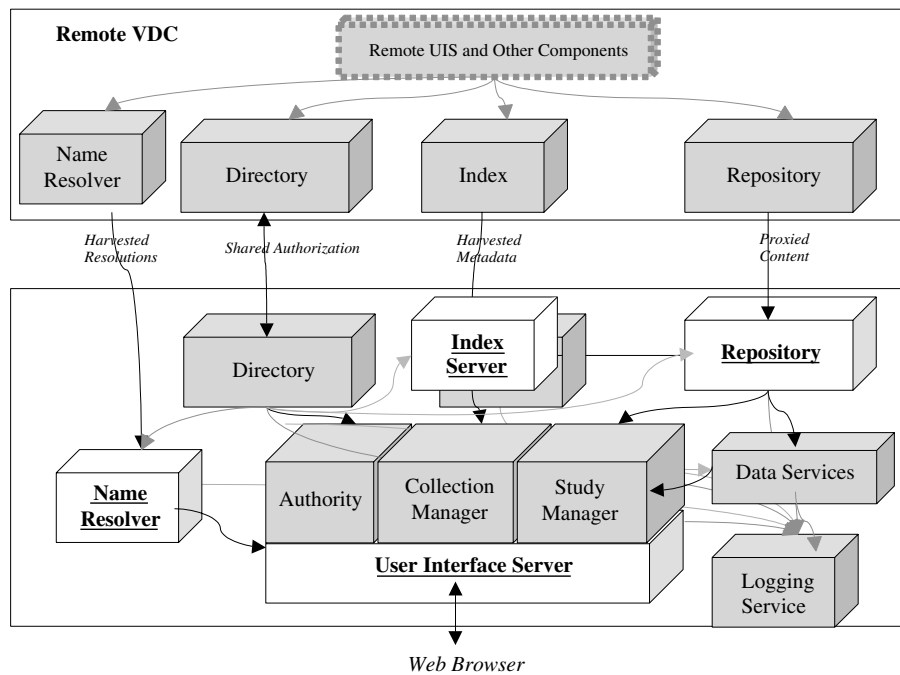 Remote VDC
Remote UIS and Other Components
Name
Resolver
Directory
Index
Repository
Harvested
Resolutions
Shared Authorization
Harvested
Metadata
Proxied
Content
Directory
Index
Server
Repository
Name
Resolver
Authority
Collection
Manager
Study
Manager
Data Services
User Interface Server
Logging
Service
Web Browser